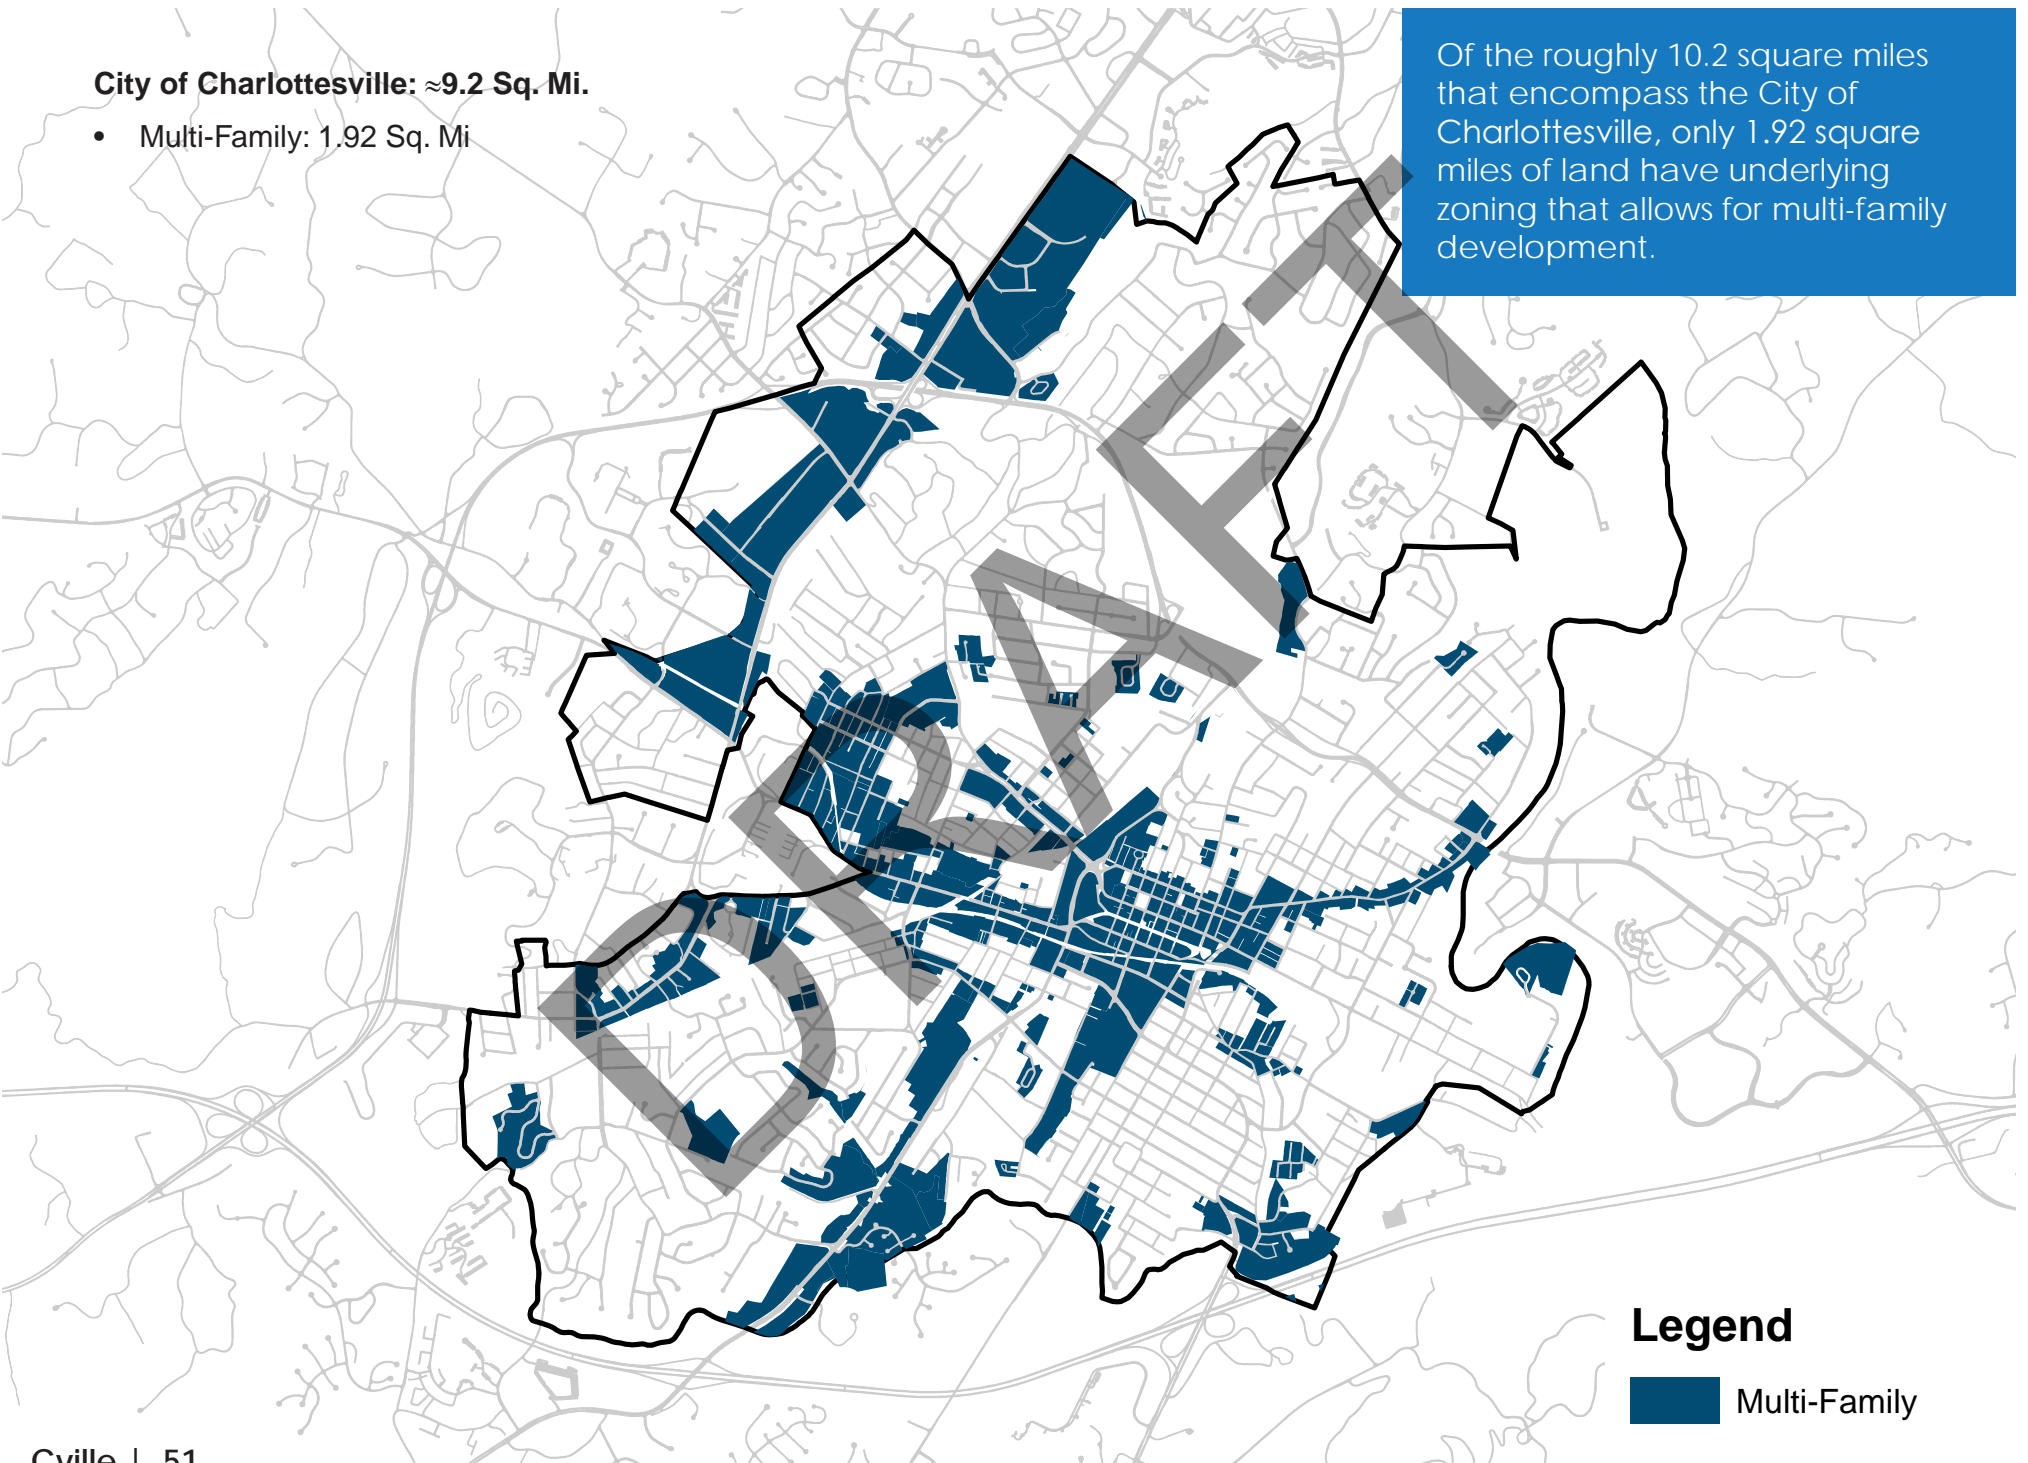 City of Charlottesville: ≈9.2 Sq. Mi.
• Multi-Family: 1.92 Sq. Mi
Of the roughly 10.2 square miles
that encompass the City of
Charlottesville, only 1.92 square
miles of land have underlying
zoning that allows for multi-family
development.
DRAFT
Legend
Multi-Family
Cville | 51